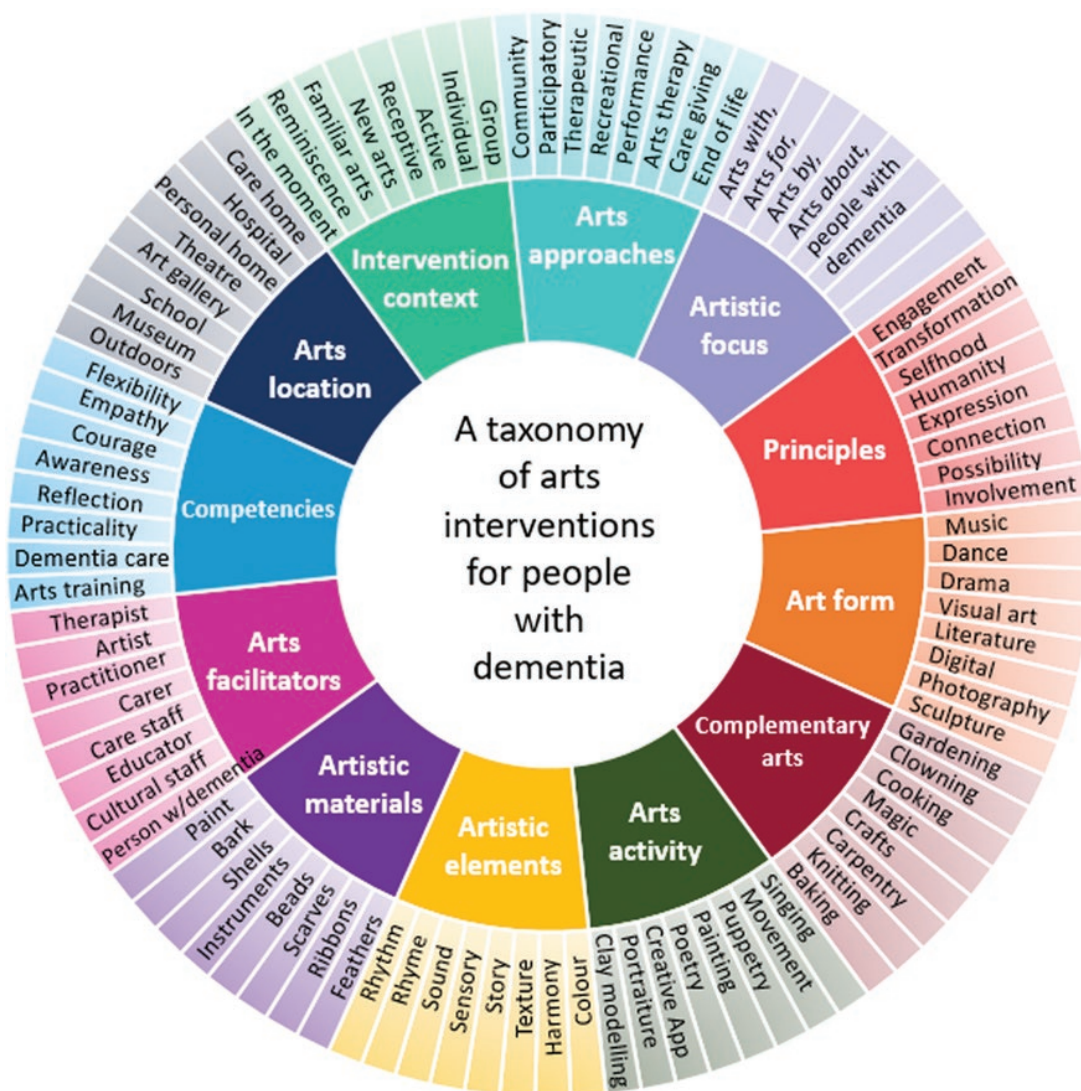 A taxonomy
of arts
interventions
for people
with
dementia
Arts
approaches
Community
Participatory
Therapeutic
Recreational
Performance
Arts therapy
Care giving
End of life
Artistic
focus
Arts with,
Arts for,
Arts by,
Arts about,
people with
dementia
Principles
Engagement
Transformation
Selfhood
Humanity
Expression
Connection
Possibility
Involvement
Art form
Music
Dance
Drama
Visual art
Literature
Digital
Photography
Sculpture
Complementary
arts
Gardening
Clowning
Cooking
Magic
Crafts
Carpentry
Knitting
Baking
Arts
activity
Singing
Movement
Puppetry
Painting
Poetry
Creative App
Portraiture
Clay modelling
Artistic
elements
Colour
Harmony
Texture
Story
Sensory
Sound
Rhyme
Rhythm
Artistic
materials
Feathers
Ribbons
Scarves
Beads
Instruments
Shells
Bark
Paint
Arts
facilitators
Person w/dementia
Cultural staff
Educator
Care staff
Carer
Practitioner
Artist
Therapist
Competencies
Arts training
Dementia care
Practicality
Reflection
Awareness
Courage
Empathy
Flexibility
Arts
location
Outdoors
Museum
School
Art gallery
Theatre
Personal home
Hospital
Care home
Intervention
context
In the moment
Reminiscence
Familiar arts
New arts
Receptive
Active
Individual
Group